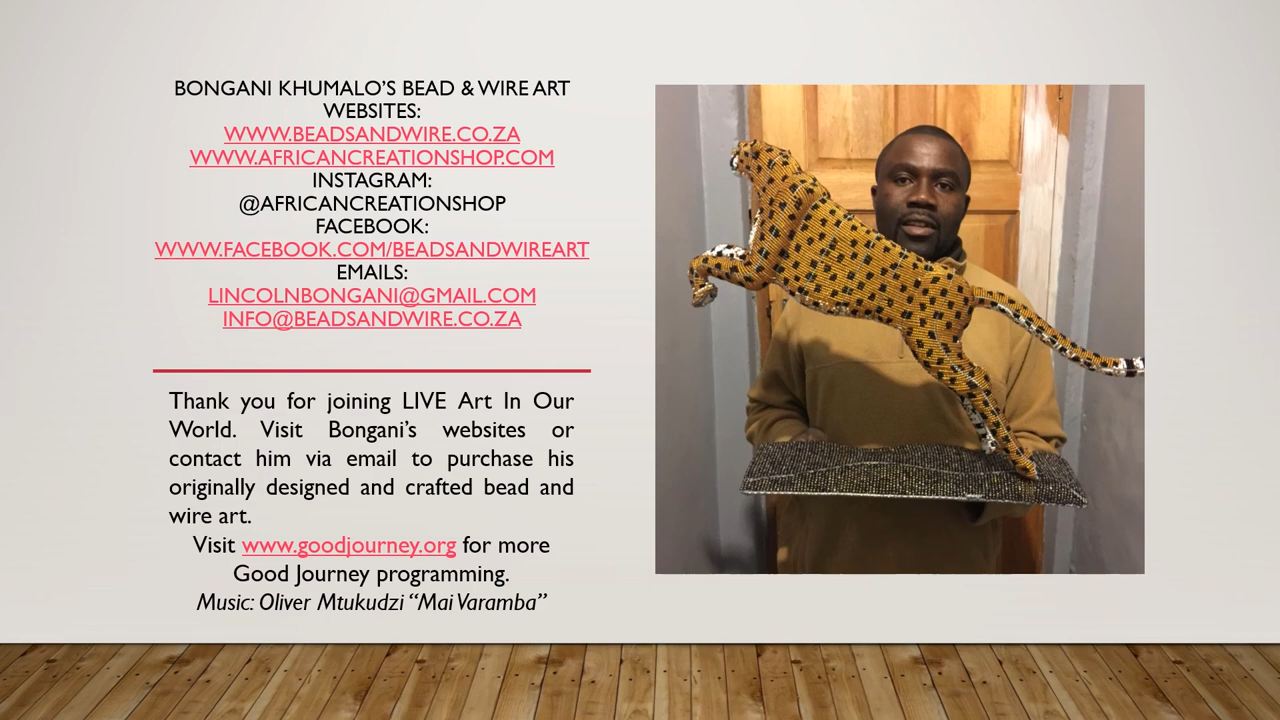 BONGANI KHUMALO’S BEAD & WIRE ART
WEBSITES:
WWW.BEADSANDWIRE.CO.ZA
WWW.AFRICANCREATIONSHOP.COM
INSTAGRAM:
@AFRICANCREATIONSHOP
FACEBOOK:
WWW.FACEBOOK.COM/BEADSANDWIREART
EMAILS:
LINCOLNBONGANI@GMAIL.COM
INFO@BEADSANDWIRE.CO.ZA
Thank you for joining LIVE Art In Our
World. Visit Bongani’s websites or
contact him via email to purchase his
originally designed and crafted bead and
wire art.
Visit www.goodjourney.org for more
Good Journey programming.
Music: Oliver Mtukudzi “Mai Varamba”